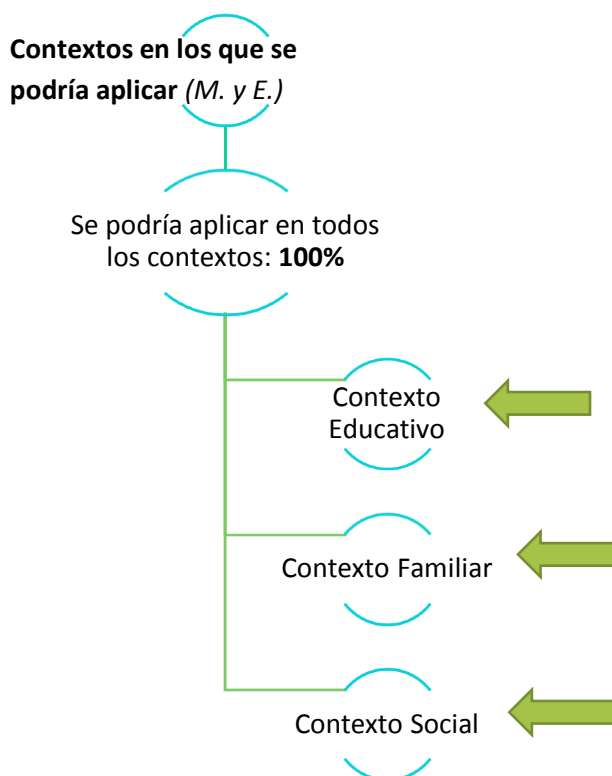 Contextos en los que se
podría aplicar (M. y E.)
Se podría aplicar en todos
los contextos: 100%
Contexto
Educativo
Contexto Familiar
Contexto Social